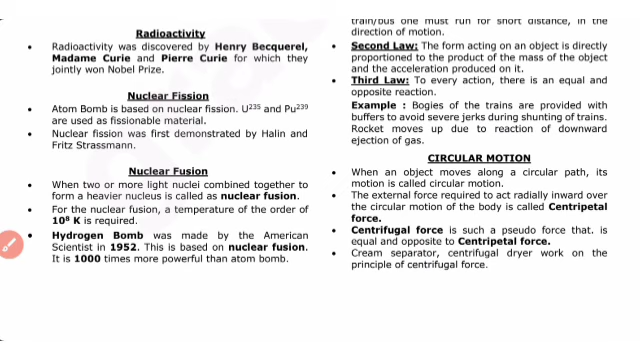 Radioactivity
• Radioactivity was discovered by Henry Becquerel,
Madame Curie and Pierre Curie for which they
jointly won Nobel Prize.
Nuclear Fission
• Atom Bomb is based on nuclear fission. U²³⁵ and Pu²³⁹
are used as fissionable material.
• Nuclear fission was first demonstrated by Halin and
Fritz Strassmann.
Nuclear Fusion
• When two or more light nuclei combined together to
form a heavier nucleus is called as nuclear fusion.
• For the nuclear fusion, a temperature of the order of
10⁸ K is required.
• Hydrogen Bomb was made by the American
Scientist in 1952. This is based on nuclear fusion.
It is 1000 times more powerful than atom bomb.
train/bus one must run for short distance, in the
direction of motion.
• Second Law: The form acting on an object is directly
proportioned to the product of the mass of the object
and the acceleration produced on it.
• Third Law: To every action, there is an equal and
opposite reaction.
Example : Bogies of the trains are provided with
buffers to avoid severe jerks during shunting of trains.
Rocket moves up due to reaction of downward
ejection of gas.
CIRCULAR MOTION
• When an object moves along a circular path, its
motion is called circular motion.
• The external force required to act radially inward over
the circular motion of the body is called Centripetal
force.
• Centrifugal force is such a pseudo force that. is
equal and opposite to Centripetal force.
• Cream separator, centrifugal dryer work on the
principle of centrifugal force.